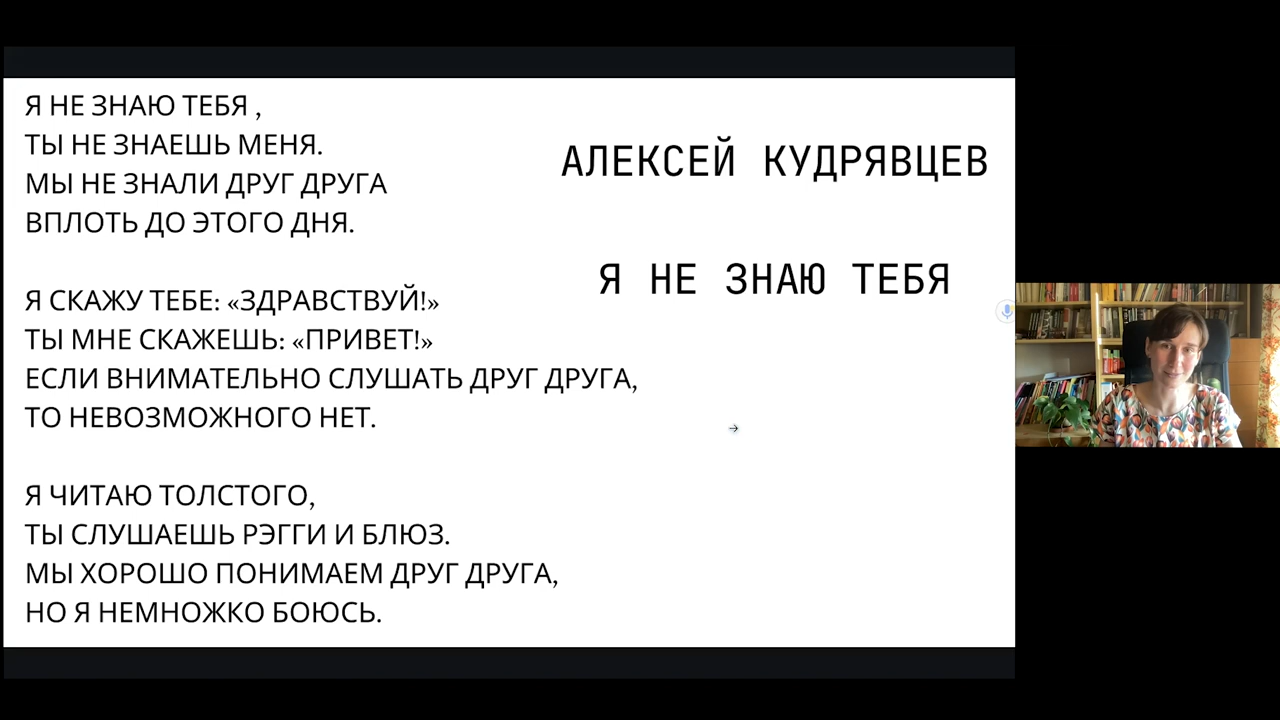 Я НЕ ЗНАЮ ТЕБЯ ,
ТЫ НЕ ЗНАЕШЬ МЕНЯ.
МЫ НЕ ЗНАЛИ ДРУГ ДРУГА
ВПЛОТЬ ДО ЭТОГО ДНЯ.
Я СКАЖУ ТЕБЕ: «ЗДРАВСТВУЙ!»
ТЫ МНЕ СКАЖЕШЬ: «ПРИВЕТ!»
ЕСЛИ ВНИМАТЕЛЬНО СЛУШАТЬ ДРУГ ДРУГА,
ТО НЕВОЗМОЖНОГО НЕТ.
Я ЧИТАЮ ТОЛСТОГО,
ТЫ СЛУШАЕШЬ РЭГГИ И БЛЮЗ.
МЫ ХОРОШО ПОНИМАЕМ ДРУГ ДРУГА,
НО Я НЕМНОЖКО БОЮСЬ.
АЛЕКСЕЙ КУДРЯВЦЕВ
Я НЕ ЗНАЮ ТЕБЯ